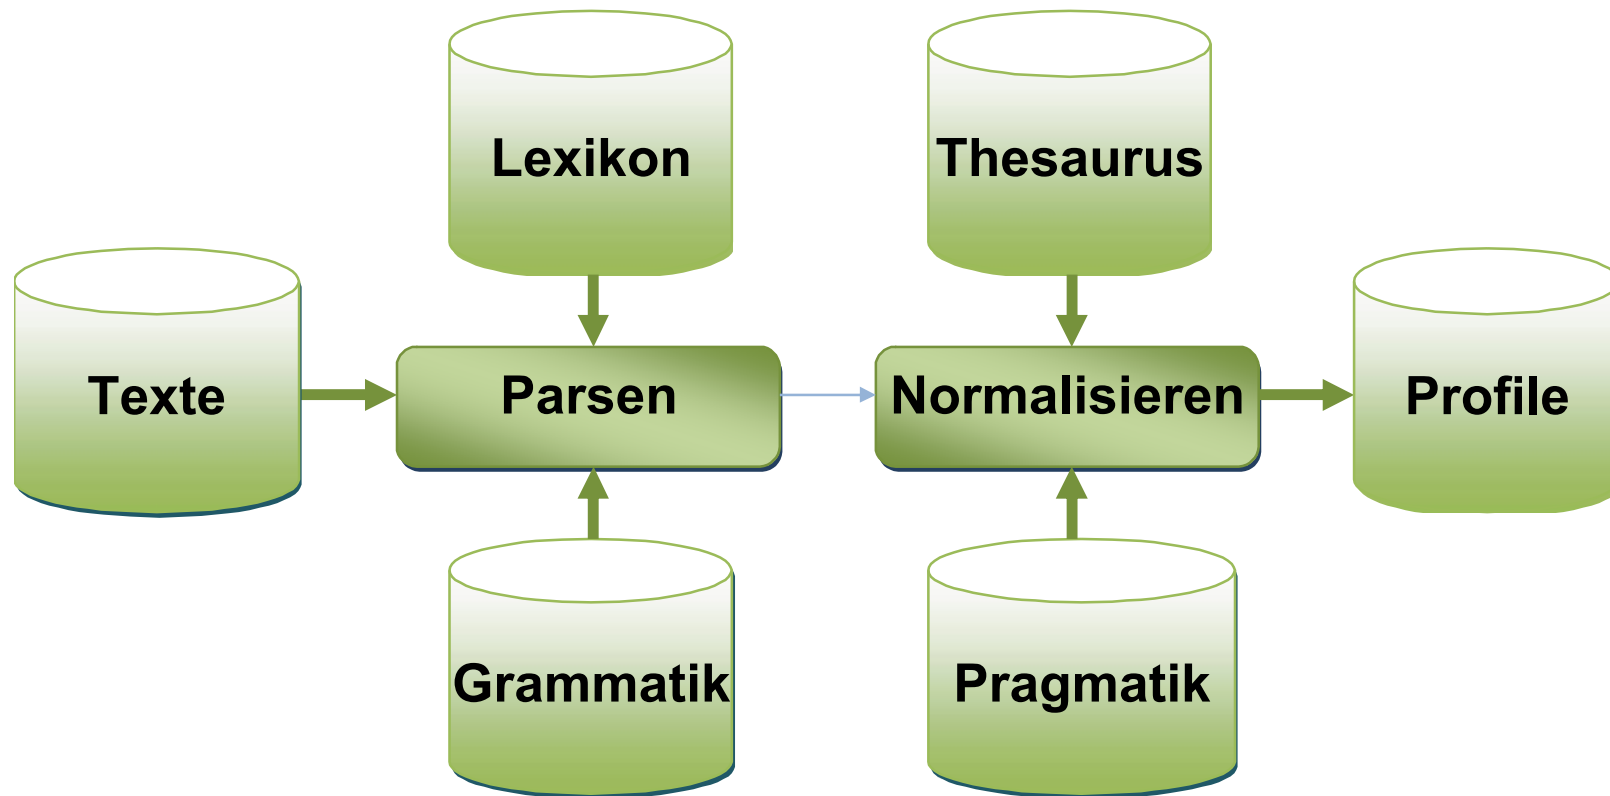 Lexikon
Thesaurus
Texte
Parsen
Normalisieren
Profile
Grammatik
Pragmatik